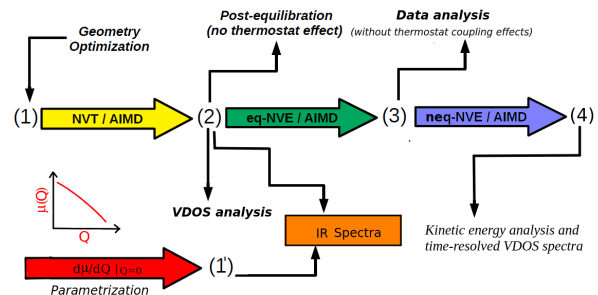 Geometry
Optimization
Post-equilibration
(no thermostat effect)
Data analysis
(without thermostat coupling effects)
(1)
NVT / AIMD
(2)
eq-NVE / AIMD
(3)
neq-NVE / AIMD
(4)
VDOS analysis
IR Spectra
Kinetic energy analysis and
time-resolved VDOS spectra
μ(Q)
Q
dμ/dQ |Q=0
(1')
Parametrization